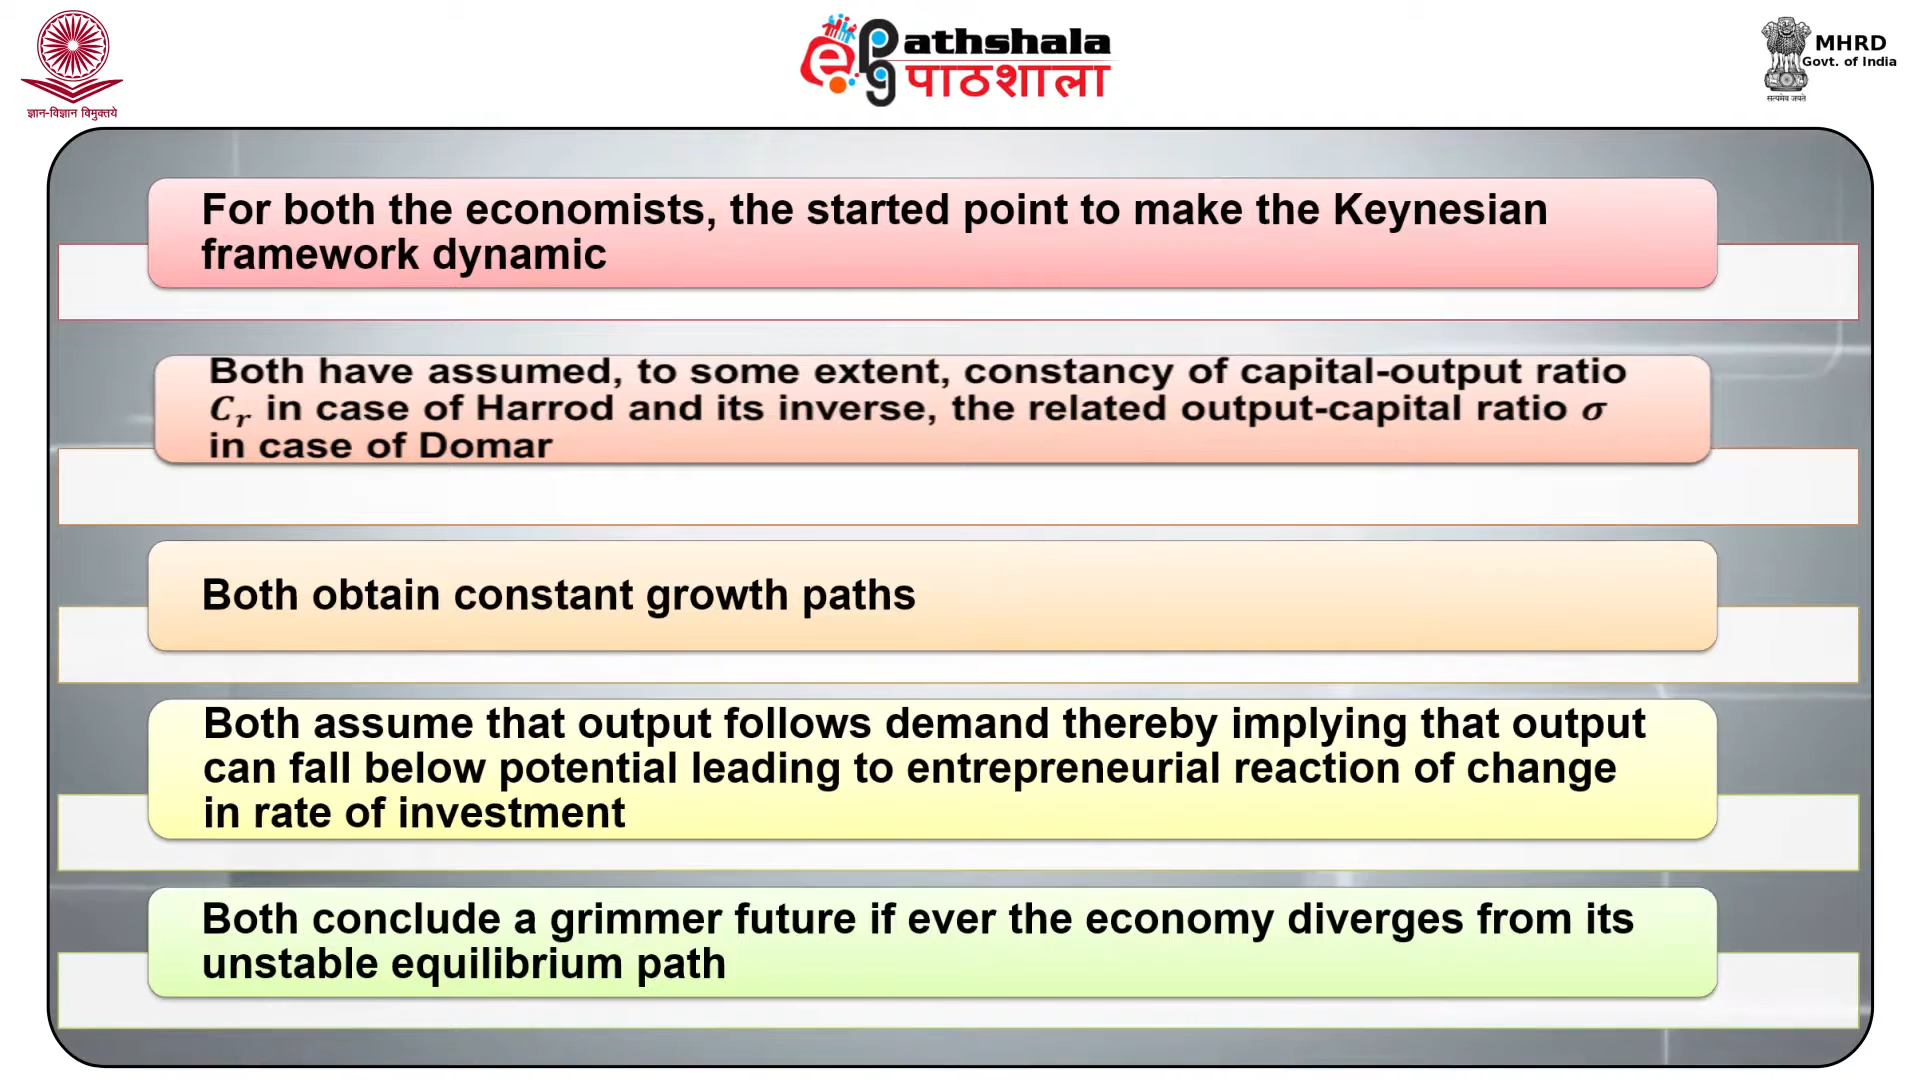 ज्ञान-विज्ञान विमुक्तये
ePgathshala
पाठशाला
MHRD
Govt. of India
सत्यमेव जयते
For both the economists, the started point to make the Keynesian
framework dynamic
Both have assumed, to some extent, constancy of capital-output ratio
Cᵣ in case of Harrod and its inverse, the related output-capital ratio σ
in case of Domar
Both obtain constant growth paths
Both assume that output follows demand thereby implying that output
can fall below potential leading to entrepreneurial reaction of change
in rate of investment
Both conclude a grimmer future if ever the economy diverges from its
unstable equilibrium path